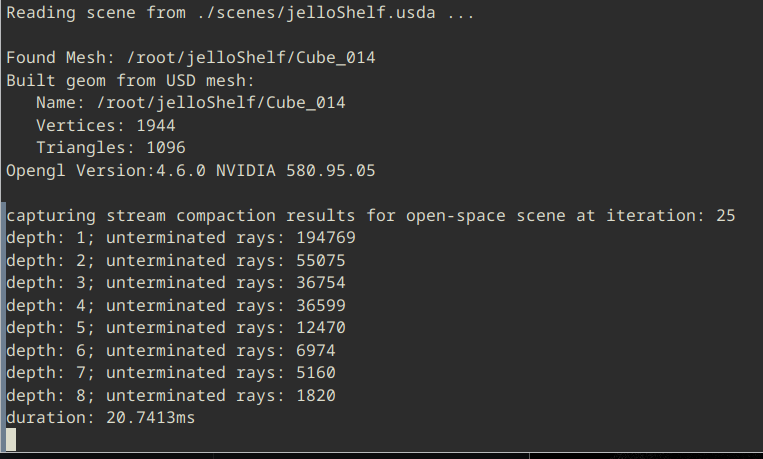 Reading scene from ./scenes/jelloShelf.usda ...
Found Mesh: /root/jelloShelf/Cube_014
Built geom from USD mesh:
Name: /root/jelloShelf/Cube_014
Vertices: 1944
Triangles: 1096
Opengl Version:4.6.0 NVIDIA 580.95.05
capturing stream compaction results for open-space scene at iteration: 25
depth: 1; unterminated rays: 194769
depth: 2; unterminated rays: 55075
depth: 3; unterminated rays: 36754
depth: 4; unterminated rays: 36599
depth: 5; unterminated rays: 12470
depth: 6; unterminated rays: 6974
depth: 7; unterminated rays: 5160
depth: 8; unterminated rays: 1820
duration: 20.7413ms